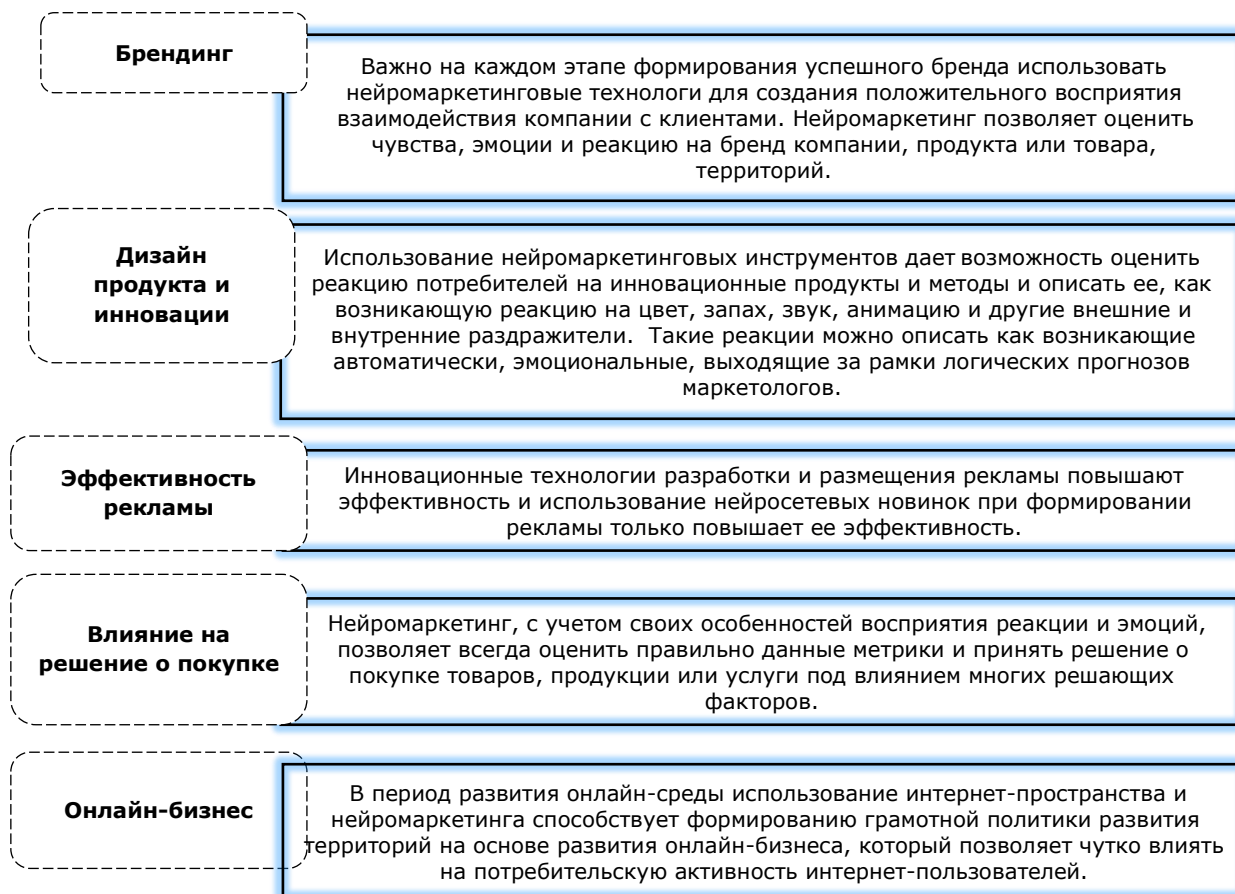 Брендинг
Важно на каждом этапе формирования успешного бренда использовать
нейромаркетинговые технологи для создания положительного восприятия
взаимодействия компании с клиентами. Нейромаркетинг позволяет оценить
чувства, эмоции и реакцию на бренд компании, продукта или товара,
территорий.
Дизайн
продукта и
инновации
Использование нейромаркетинговых инструментов дает возможность оценить
реакцию потребителей на инновационные продукты и методы и описать ее, как
возникающую реакцию на цвет, запах, звук, анимацию и другие внешние и
внутренние раздражители. Такие реакции можно описать как возникающие
автоматически, эмоциональные, выходящие за рамки логических прогнозов
маркетологов.
Эффективность
рекламы
Инновационные технологии разработки и размещения рекламы повышают
эффективность и использование нейросетевых новинок при формировании
рекламы только повышает ее эффективность.
Влияние на
решение о покупке
Нейромаркетинг, с учетом своих особенностей восприятия реакции и эмоций,
позволяет всегда оценить правильно данные метрики и принять решение о
покупке товаров, продукции или услуги под влиянием многих решающих
факторов.
Онлайн-бизнес
В период развития онлайн-среды использование интернет-пространства и
нейромаркетинга способствует формированию грамотной политики развития
территорий на основе развития онлайн-бизнеса, который позволяет чутко влиять
на потребительскую активность интернет-пользователей.